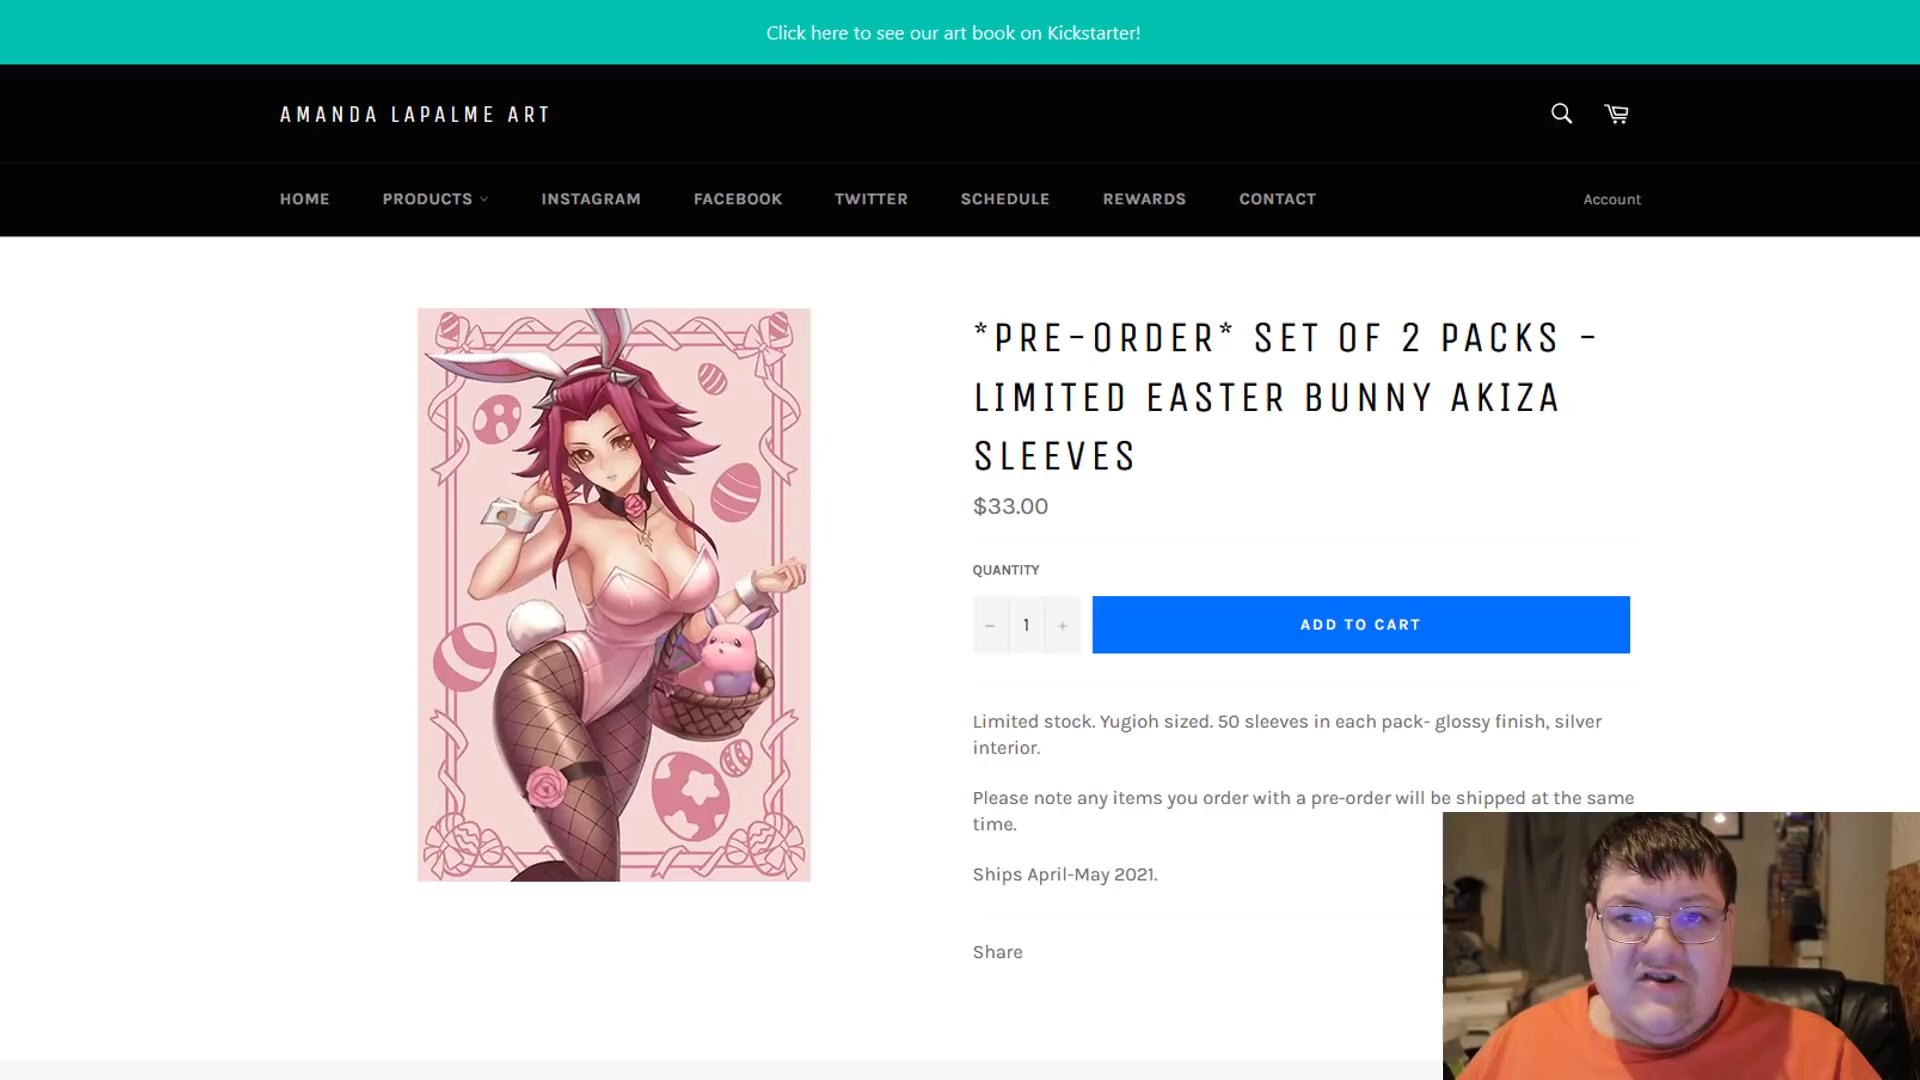 Click here to see our art book on Kickstarter!
AMANDA LAPALME ART
HOME PRODUCTS INSTAGRAM FACEBOOK TWITTER SCHEDULE REWARDS CONTACT Account
*PRE-ORDER* SET OF 2 PACKS -
LIMITED EASTER BUNNY AKIZA
SLEEVES
$33.00
QUANTITY
− 1 + ADD TO CART
Limited stock. Yugioh sized. 50 sleeves in each pack- glossy finish, silver
interior.
Please note any items you order with a pre-order will be shipped at the same
time.
Ships April-May 2021.
Share